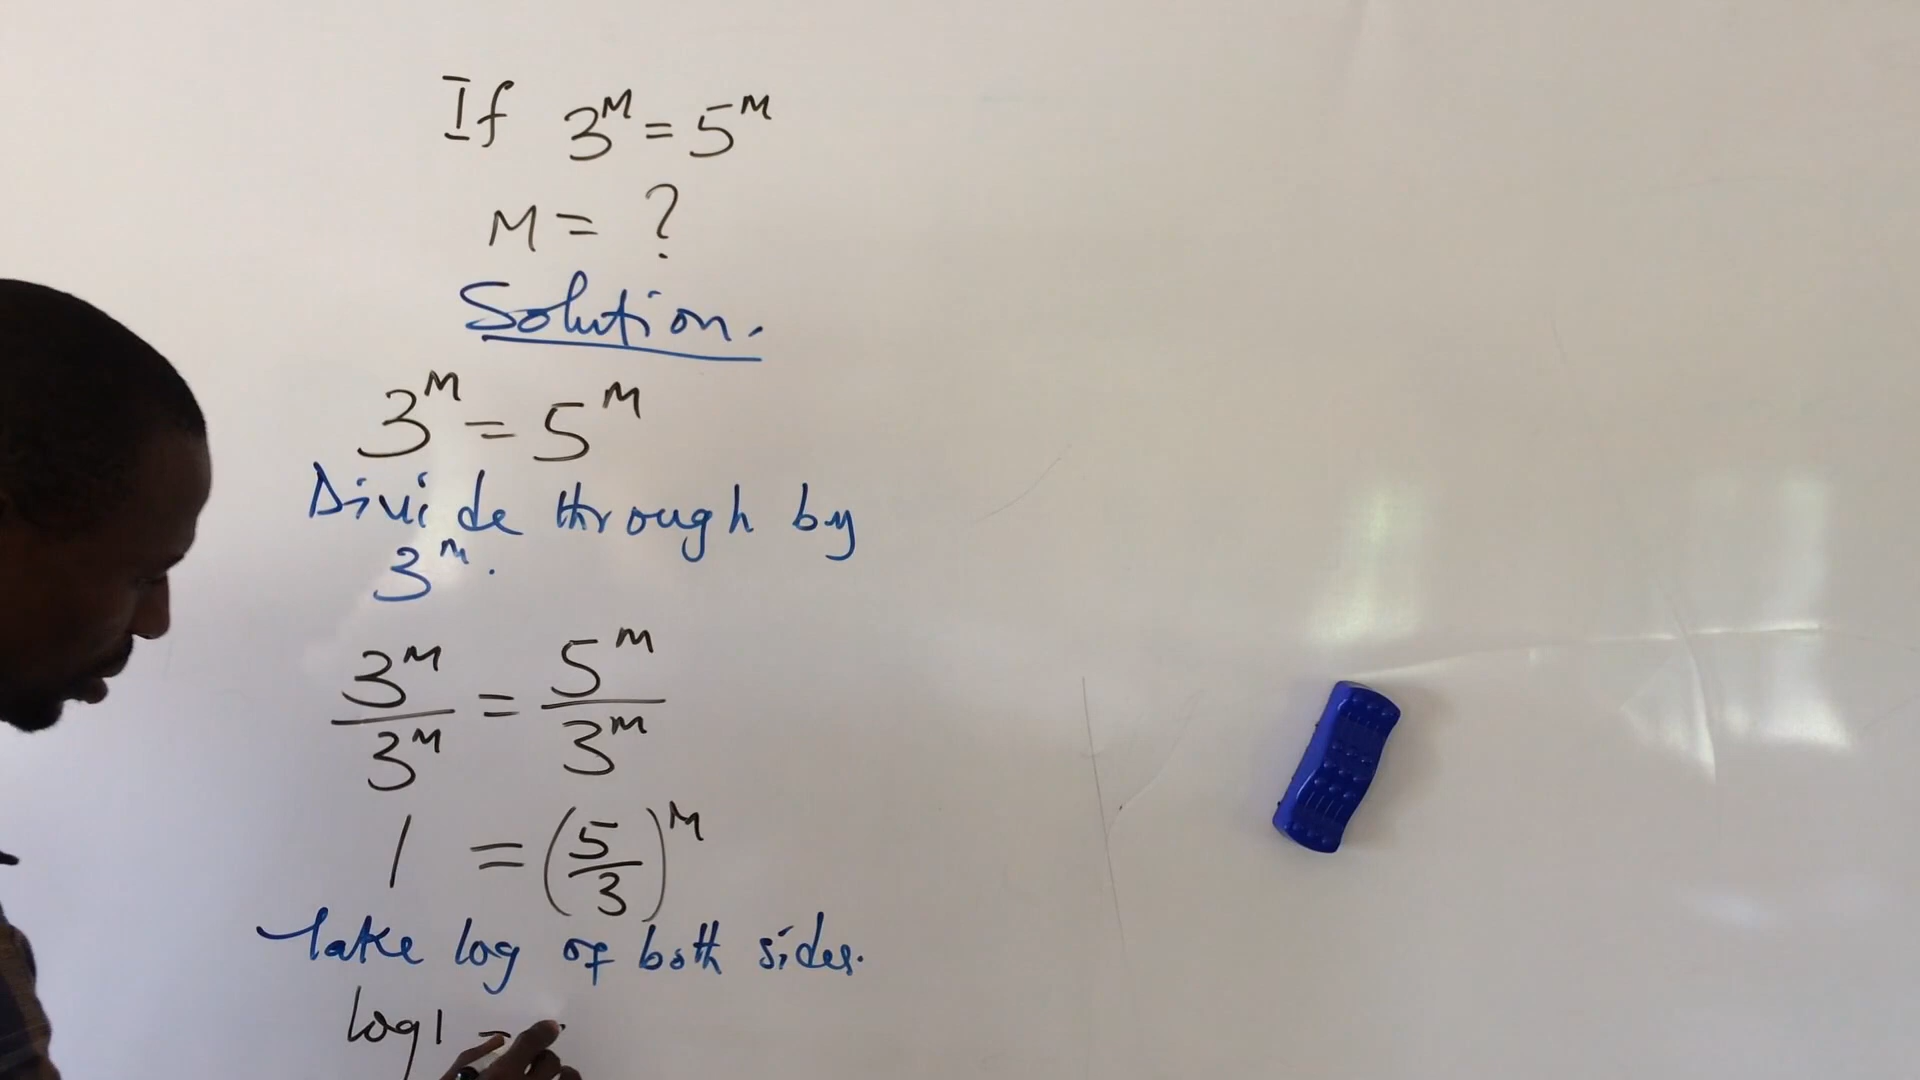 If 3^M = 5^M
M = ?
Solution.
3^M = 5^M
Divide through by
3^M.
3^M/3^M = 5^M/3^M
1 = (5/3)^M
Take log of both sides.
log1 =